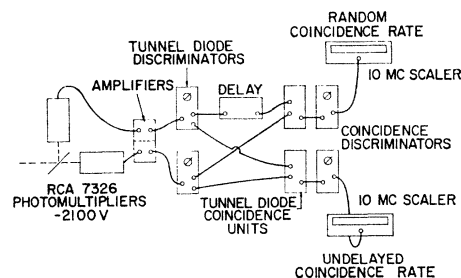 RANDOM
COINCIDENCE RATE
TUNNEL DIODE
DISCRIMINATORS
AMPLIFIERS
DELAY
10 MC SCALER
COINCIDENCE
DISCRIMINATORS
RCA 7326
PHOTOMULTIPLIERS
-2100 V
TUNNEL DIODE
COINCIDENCE
UNITS
10 MC SCALER
UNDELAYED
COINCIDENCE RATE